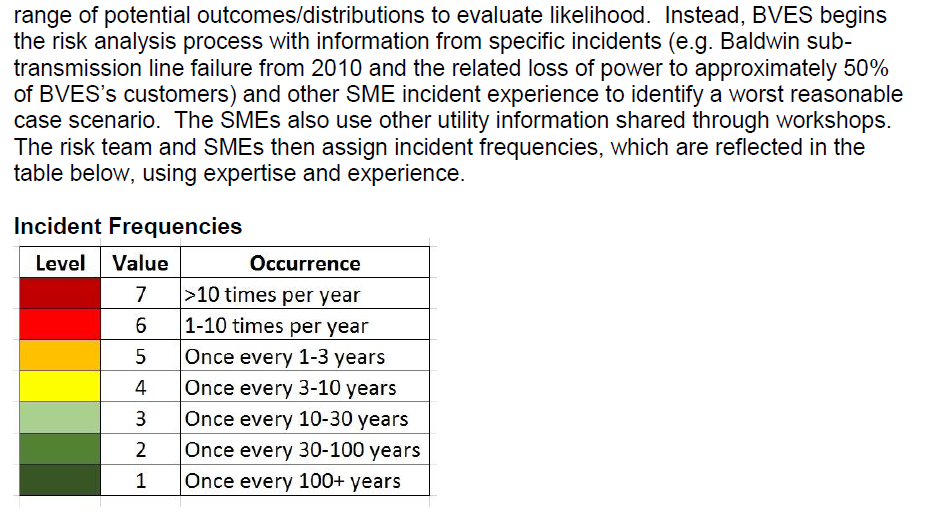 range of potential outcomes/distributions to evaluate likelihood.  Instead, BVES begins
the risk analysis process with information from specific incidents (e.g. Baldwin sub-
transmission line failure from 2010 and the related loss of power to approximately 50%
of BVES's customers) and other SME incident experience to identify a worst reasonable
case scenario.  The SMEs also use other utility information shared through workshops.
The risk team and SMEs then assign incident frequencies, which are reflected in the
table below, using expertise and experience.
Incident Frequencies
Level Value Occurrence
7 >10 times per year
6 1-10 times per year
5 Once every 1-3 years
4 Once every 3-10 years
3 Once every 10-30 years
2 Once every 30-100 years
1 Once every 100+ years